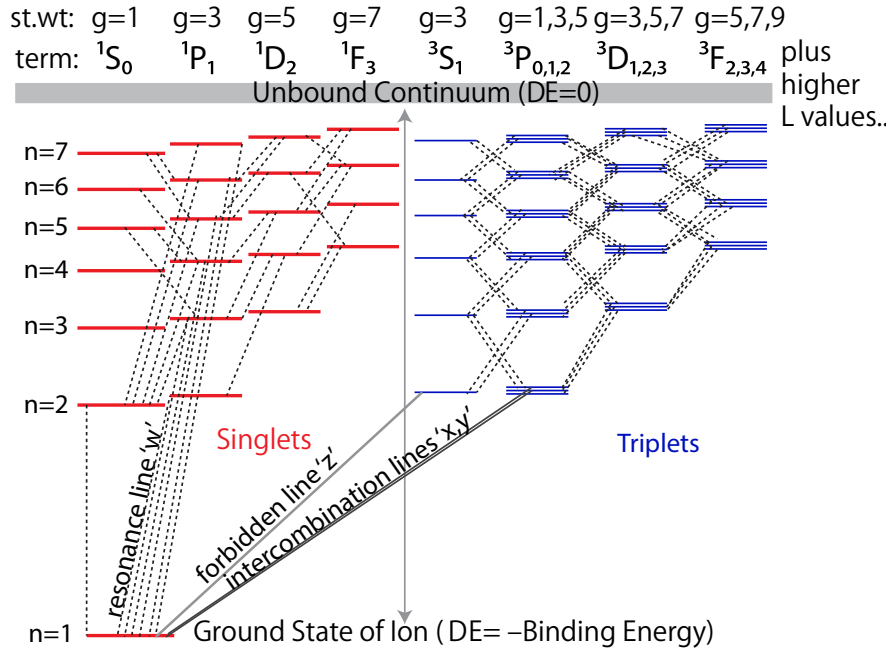 st.wt: g=1 g=3 g=5 g=7 g=3 g=1,3,5 g=3,5,7 g=5,7,9
term: ¹S₀ ¹P₁ ¹D₂ ¹F₃ ³S₁ ³P₀,₁,₂ ³D₁,₂,₃ ³F₂,₃,₄ plus
higher
L values..
Unbound Continuum (DE=0)
n=7
n=6
n=5
n=4
n=3
n=2
Singlets
Triplets
resonance line 'w'
forbidden line 'z'
intercombination lines 'x,y'
n=1
Ground State of Ion ( DE= –Binding Energy)